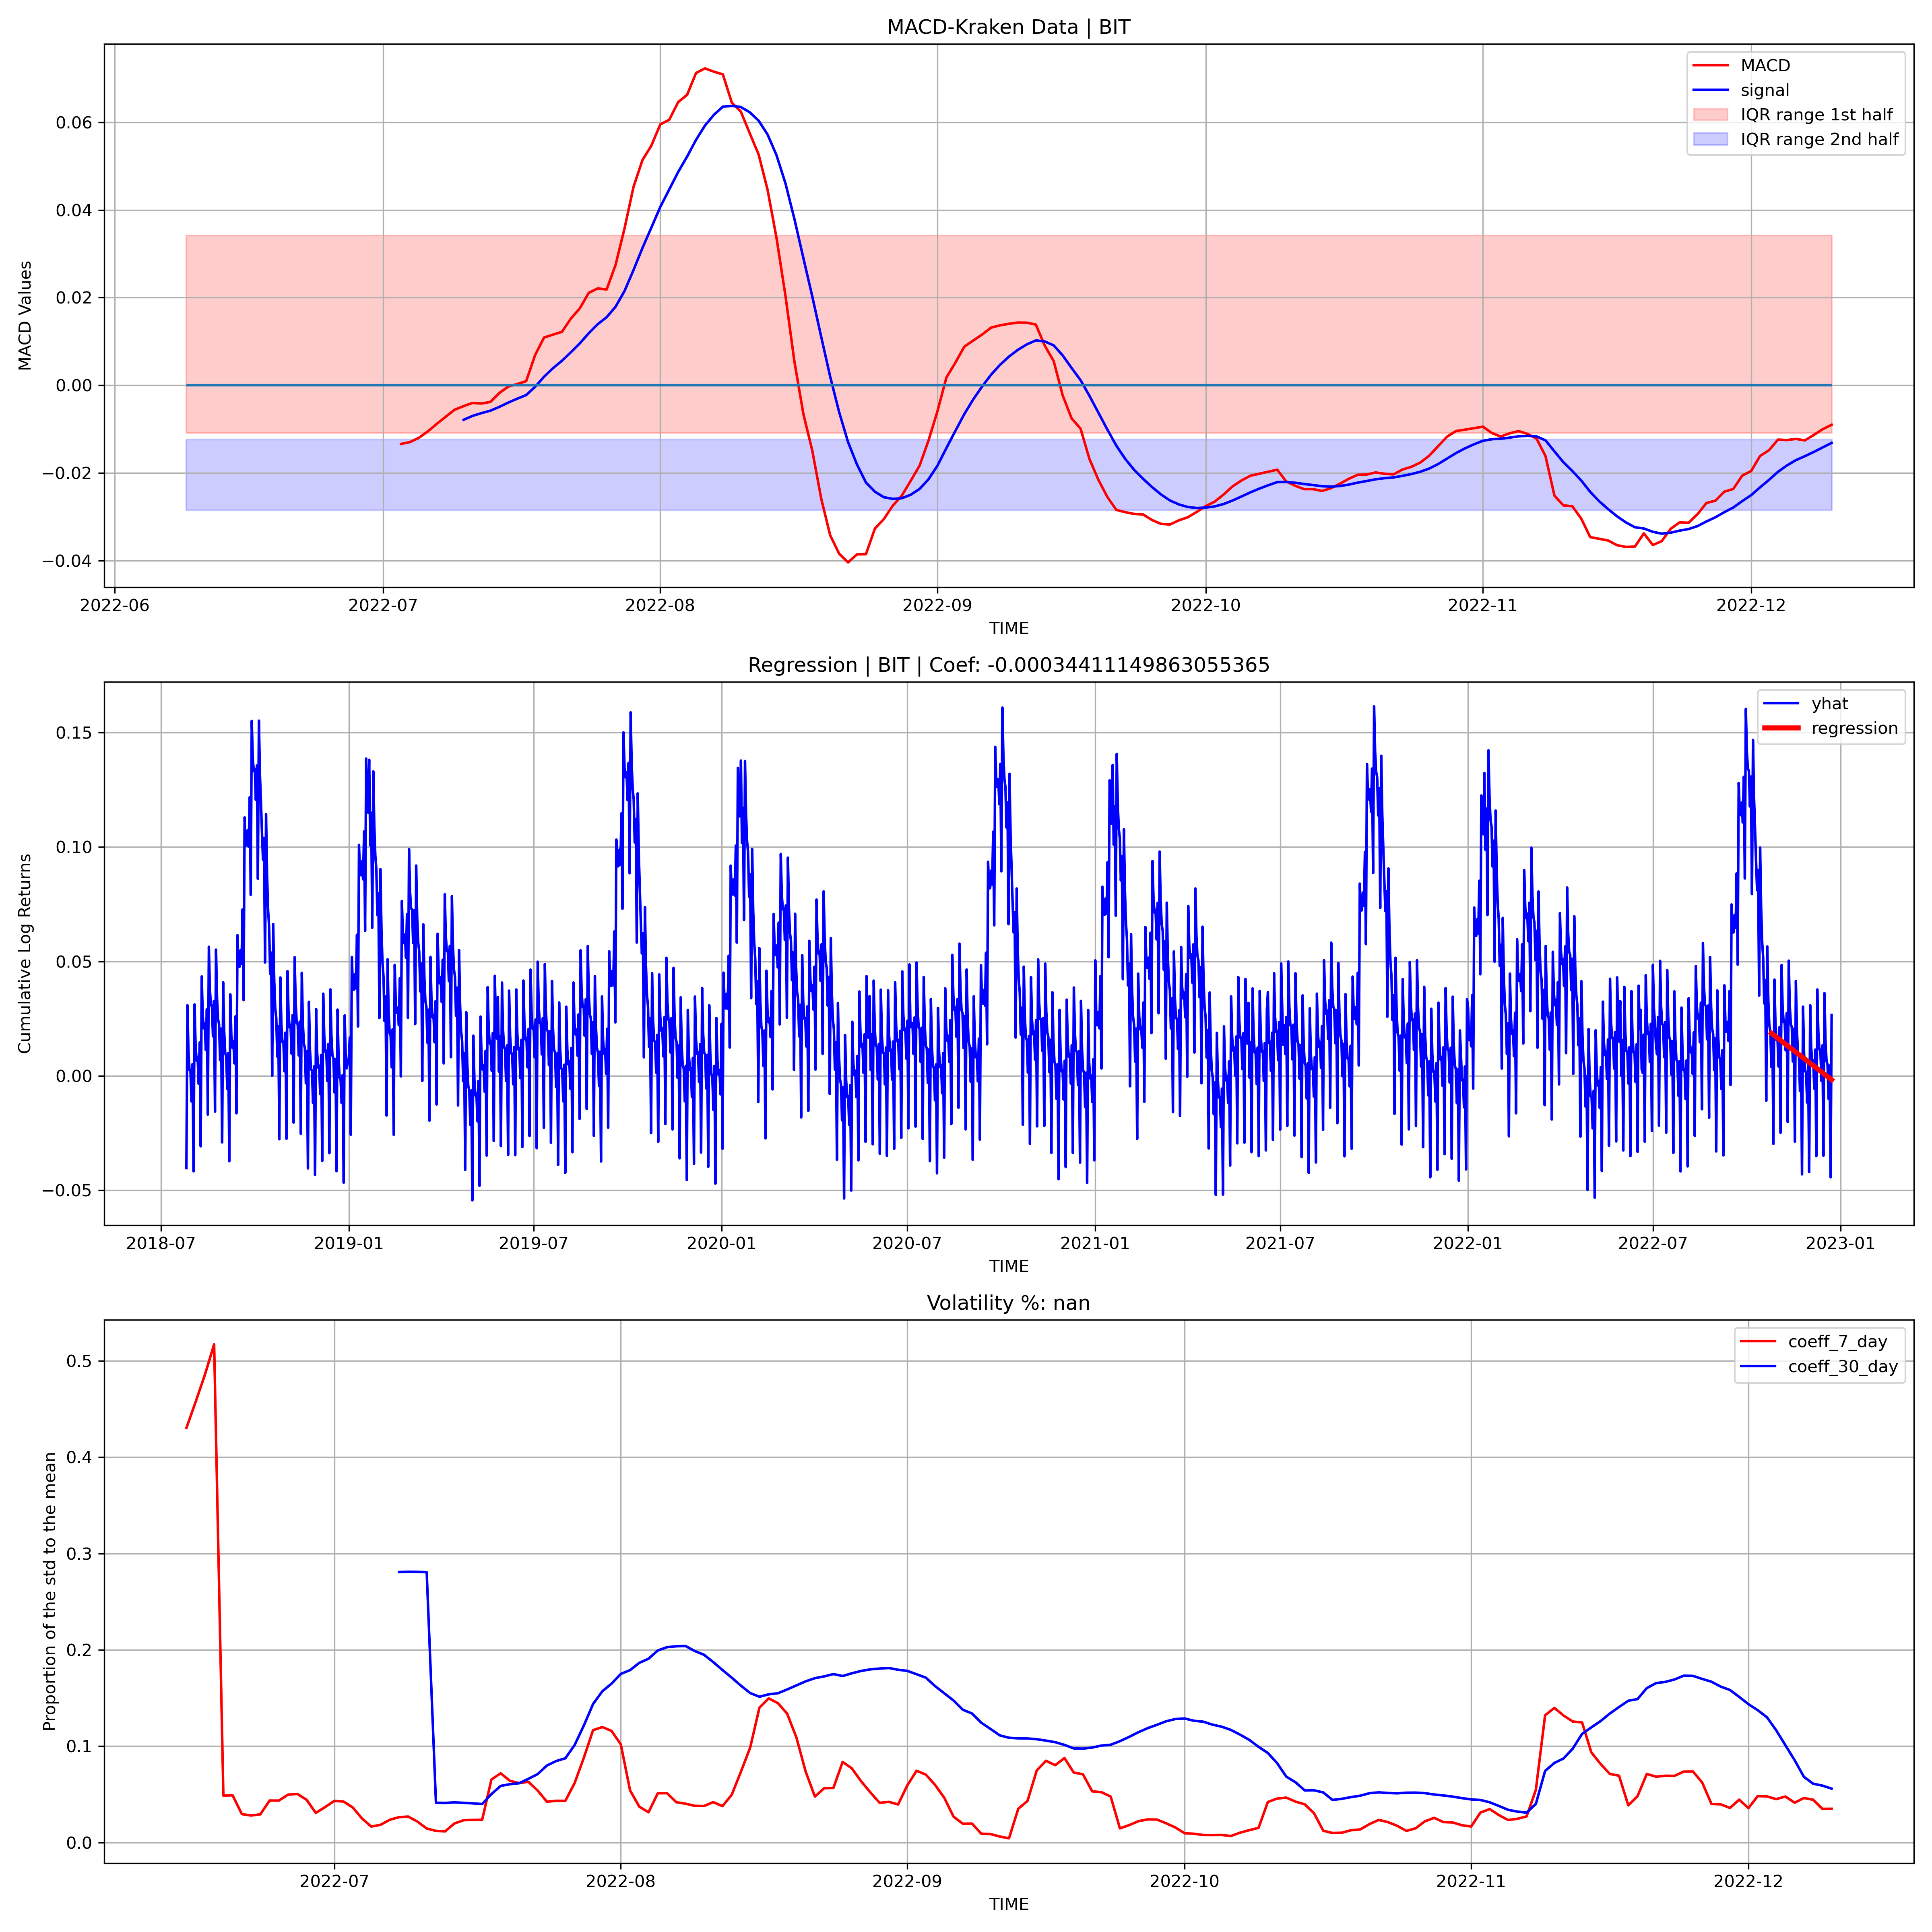 MACD-Kraken Data | BIT
MACD
signal
IQR range 1st half
IQR range 2nd half
MACD Values
0.06
0.04
0.02
0.00
−0.02
−0.04
2022-06 2022-07 2022-08 2022-09 2022-10 2022-11 2022-12
TIME
Regression | BIT | Coef: -0.00034411149863055365
yhat
regression
Cumulative Log Returns
0.15
0.10
0.05
0.00
−0.05
2018-07 2019-01 2019-07 2020-01 2020-07 2021-01 2021-07 2022-01 2022-07 2023-01
TIME
Volatility %: nan
coeff_7_day
coeff_30_day
Proportion of the std to the mean
0.5
0.4
0.3
0.2
0.1
0.0
2022-07 2022-08 2022-09 2022-10 2022-11 2022-12
TIME